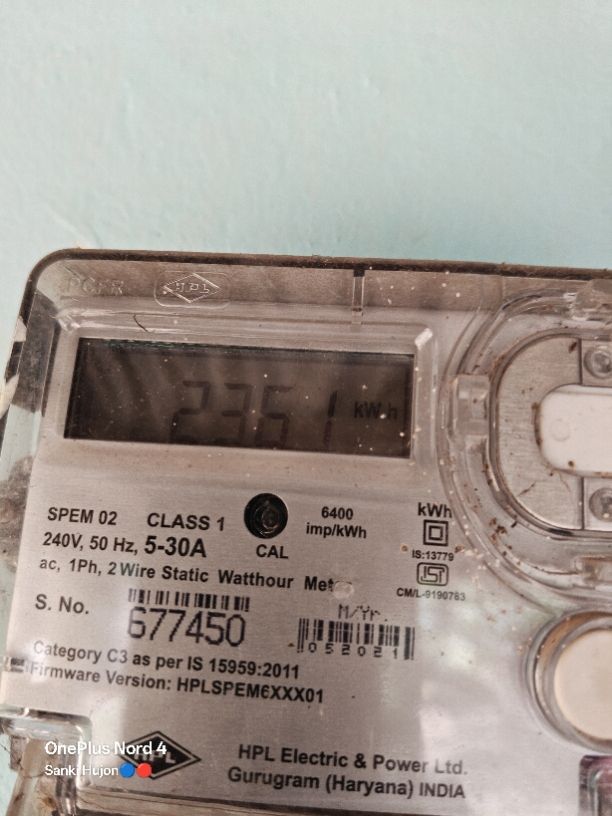 HPL
2361 kWh
SPEM 02 CLASS 1 6400 imp/kWh kWh
240V, 50 Hz, 5-30A CAL IS:13779
ac, 1Ph, 2 Wire Static Watthour
CM/L-9190783
S. No. 677450 M/Yr.
052021
Category C3 as per IS 15959:2011
Firmware Version: HPLSPEM6XXX01
HPL
HPL Electric & Power Ltd.
Gurugram (Haryana) INDIA
OnePlus Nord 4
Sanki Hujon